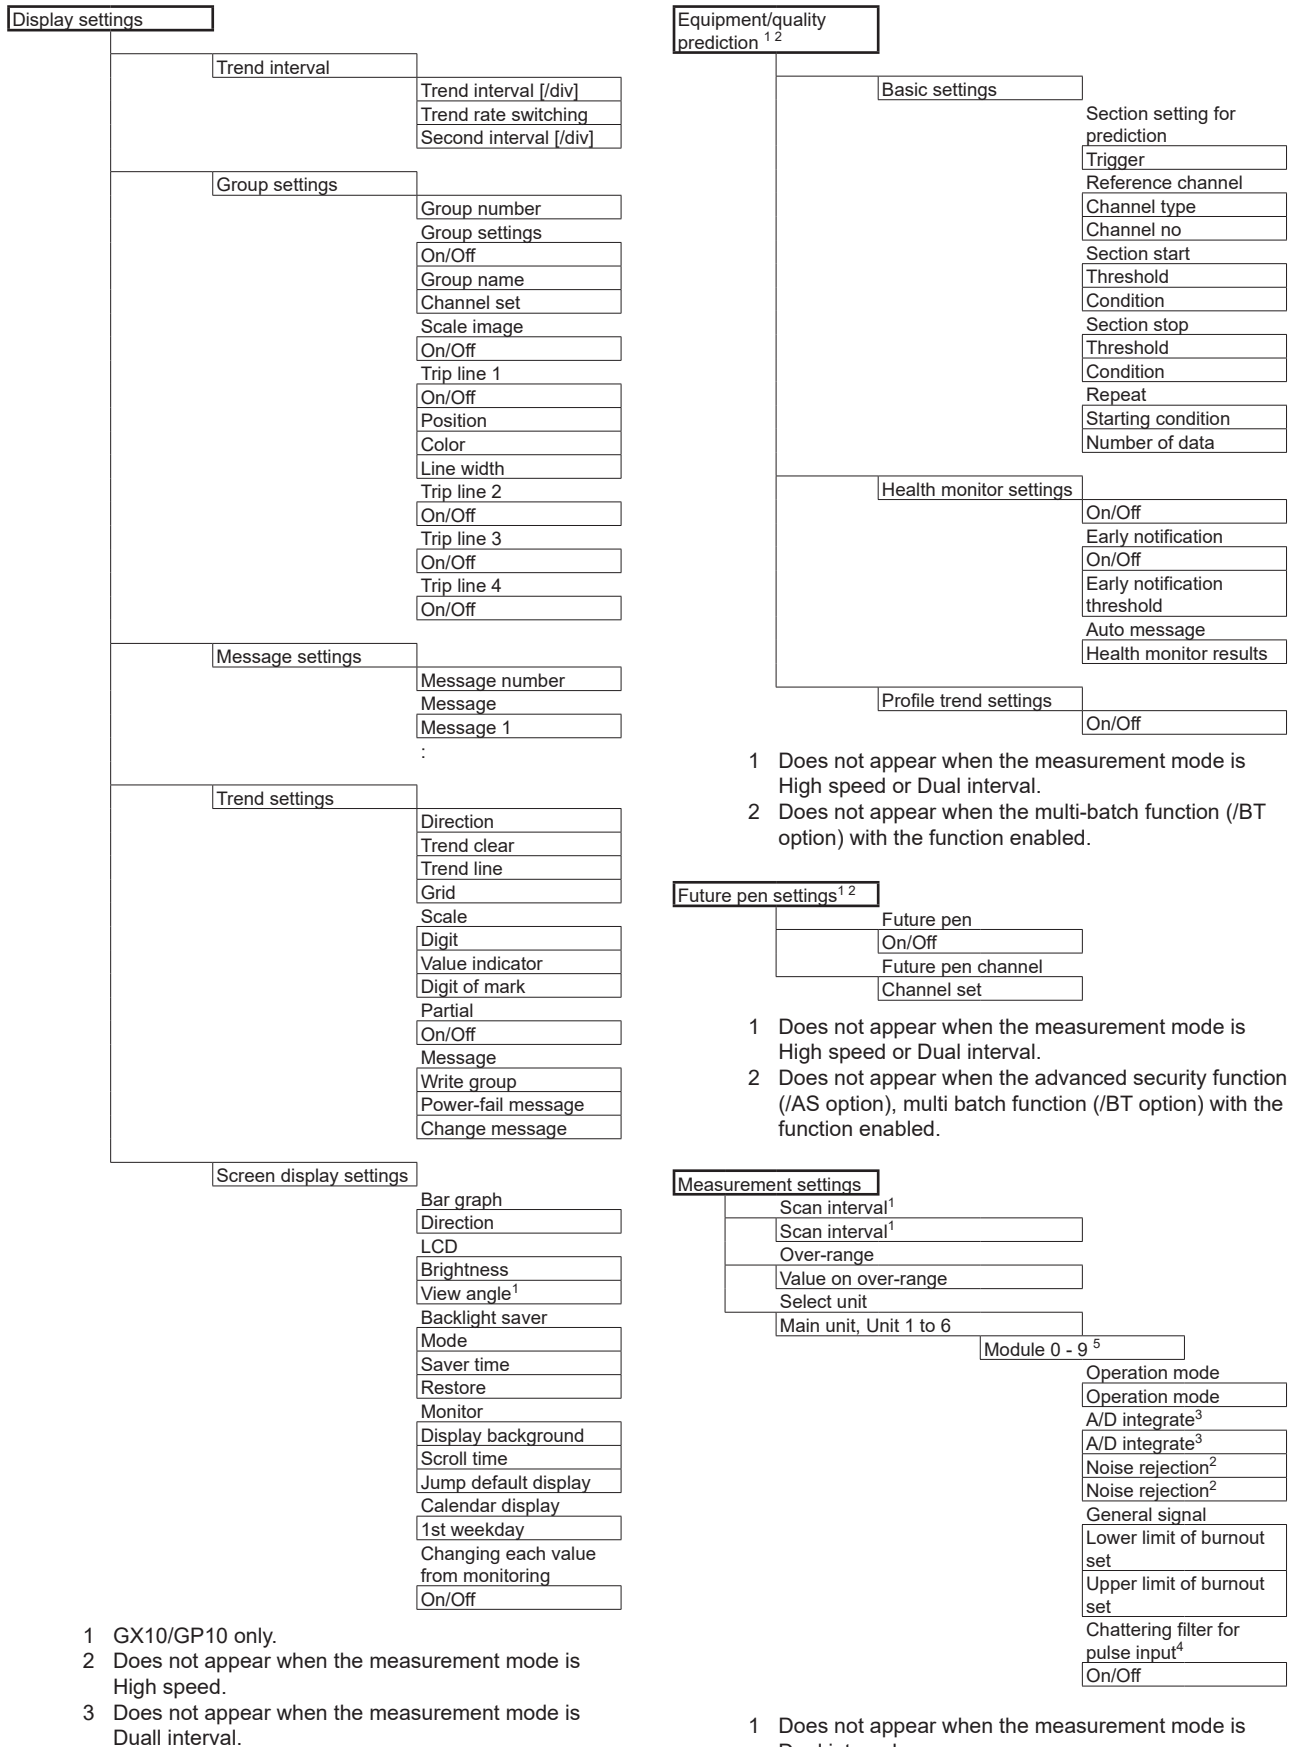 Display settings
Trend interval
Trend interval [/div]
Trend rate switching
Second interval [/div]
Group settings
Group number
Group settings
On/Off
Group name
Channel set
Scale image
On/Off
Trip line 1
On/Off
Position
Color
Line width
Trip line 2
On/Off
Trip line 3
On/Off
Trip line 4
On/Off
Message settings
Message number
Message
Message 1
:
Trend settings
Direction
Trend clear
Trend line
Grid
Scale
Digit
Value indicator
Digit of mark
Partial
On/Off
Message
Write group
Power-fail message
Change message
Screen display settings
Bar graph
Direction
LCD
Brightness
View angle1
Backlight saver
Mode
Saver time
Restore
Monitor
Display background
Scroll time
Jump default display
Calendar display
1st weekday
Changing each value
from monitoring
On/Off
1 GX10/GP10 only.
2 Does not appear when the measurement mode is
High speed.
3 Does not appear when the measurement mode is
Duall interval.
Equipment/quality
prediction 1 2
Basic settings
Section setting for
prediction
Trigger
Reference channel
Channel type
Channel no
Section start
Threshold
Condition
Section stop
Threshold
Condition
Repeat
Starting condition
Number of data
Health monitor settings
On/Off
Early notification
On/Off
Early notification
threshold
Auto message
Health monitor results
Profile trend settings
On/Off
1 Does not appear when the measurement mode is
High speed or Dual interval.
2 Does not appear when the multi-batch function (/BT
option) with the function enabled.
Future pen settings1 2
Future pen
On/Off
Future pen channel
Channel set
1 Does not appear when the measurement mode is
High speed or Dual interval.
2 Does not appear when the advanced security function
(/AS option), multi batch function (/BT option) with the
function enabled.
Measurement settings
Scan interval1
Scan interval1
Over-range
Value on over-range
Select unit
Main unit, Unit 1 to 6
Module 0 - 9 5
Operation mode
Operation mode
A/D integrate3
A/D integrate3
Noise rejection2
Noise rejection2
General signal
Lower limit of burnout
set
Upper limit of burnout
set
Chattering filter for
pulse input4
On/Off
1 Does not appear when the measurement mode is